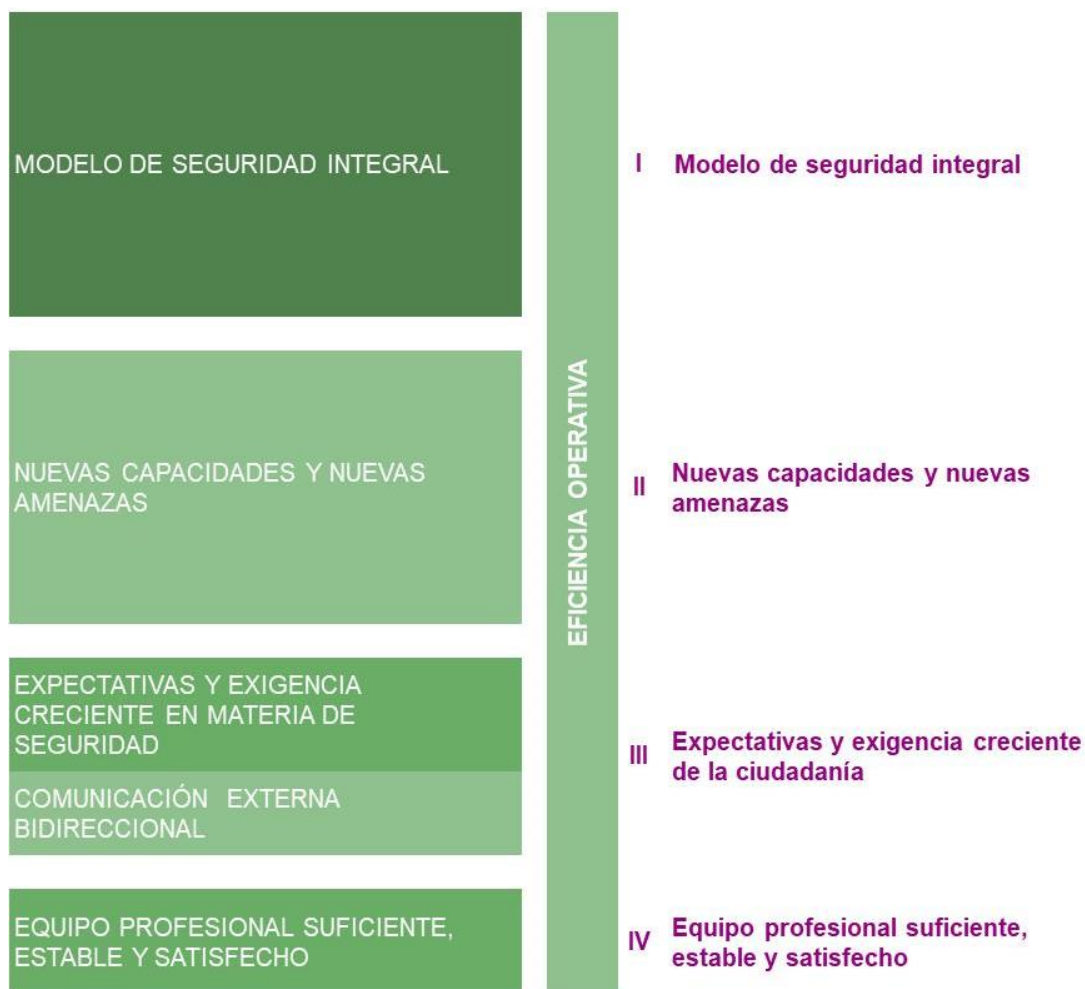 MODELO DE SEGURIDAD INTEGRAL
NUEVAS CAPACIDADES Y NUEVAS
AMENAZAS
EXPECTATIVAS Y EXIGENCIA
CRECIENTE EN MATERIA DE
SEGURIDAD
COMUNICACIÓN EXTERNA
BIDIRECCIONAL
EQUIPO PROFESIONAL SUFICIENTE,
ESTABLE Y SATISFECHO
EFICIENCIA OPERATIVA
I Modelo de seguridad integral
II Nuevas capacidades y nuevas
amenazas
III Expectativas y exigencia creciente
de la ciudadanía
IV Equipo profesional suficiente,
estable y satisfecho